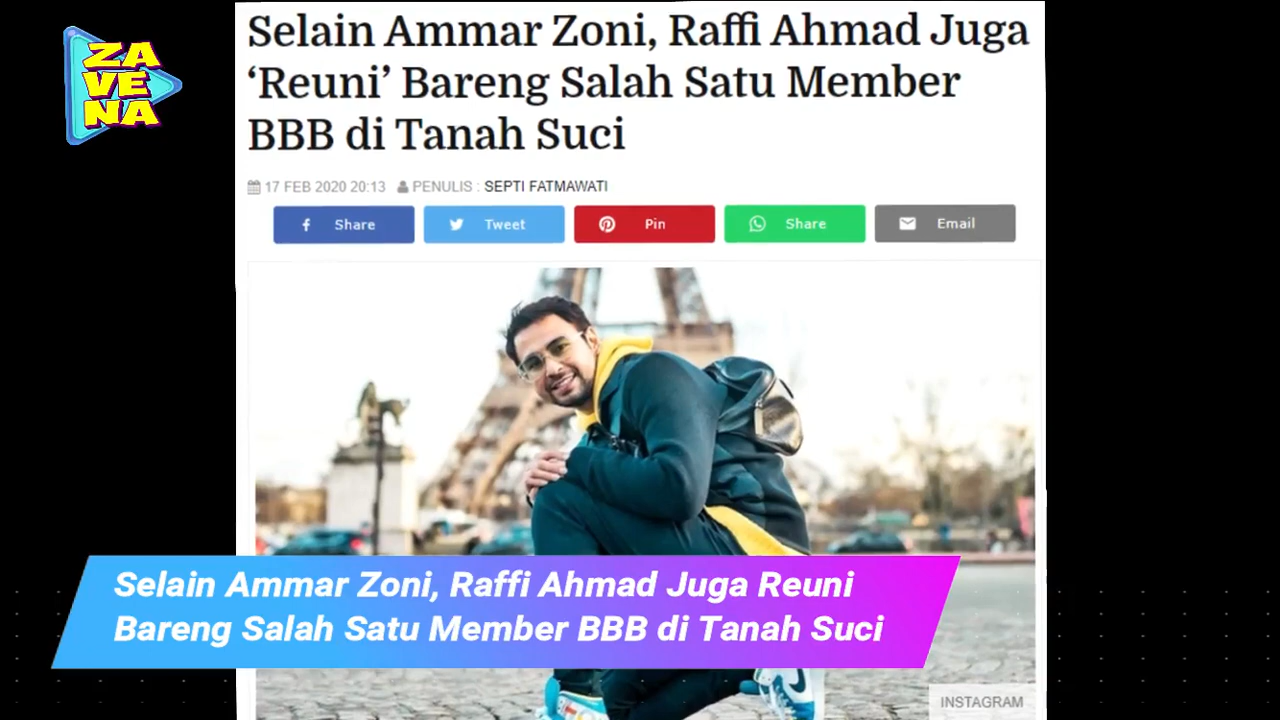 ZA
VE
NA
Selain Ammar Zoni, Raffi Ahmad Juga
‘Reuni’ Bareng Salah Satu Member
BBB di Tanah Suci
17 FEB 2020 20:13 PENULIS : SEPTI FATMAWATI
Share Tweet Pin Share Email
Selain Ammar Zoni, Raffi Ahmad Juga Reuni
Bareng Salah Satu Member BBB di Tanah Suci
INSTAGRAM